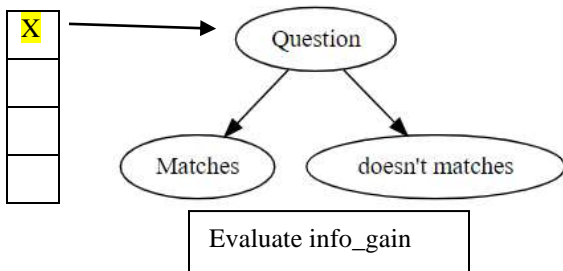 X
Question
Matches
doesn't matches
Evaluate info_gain